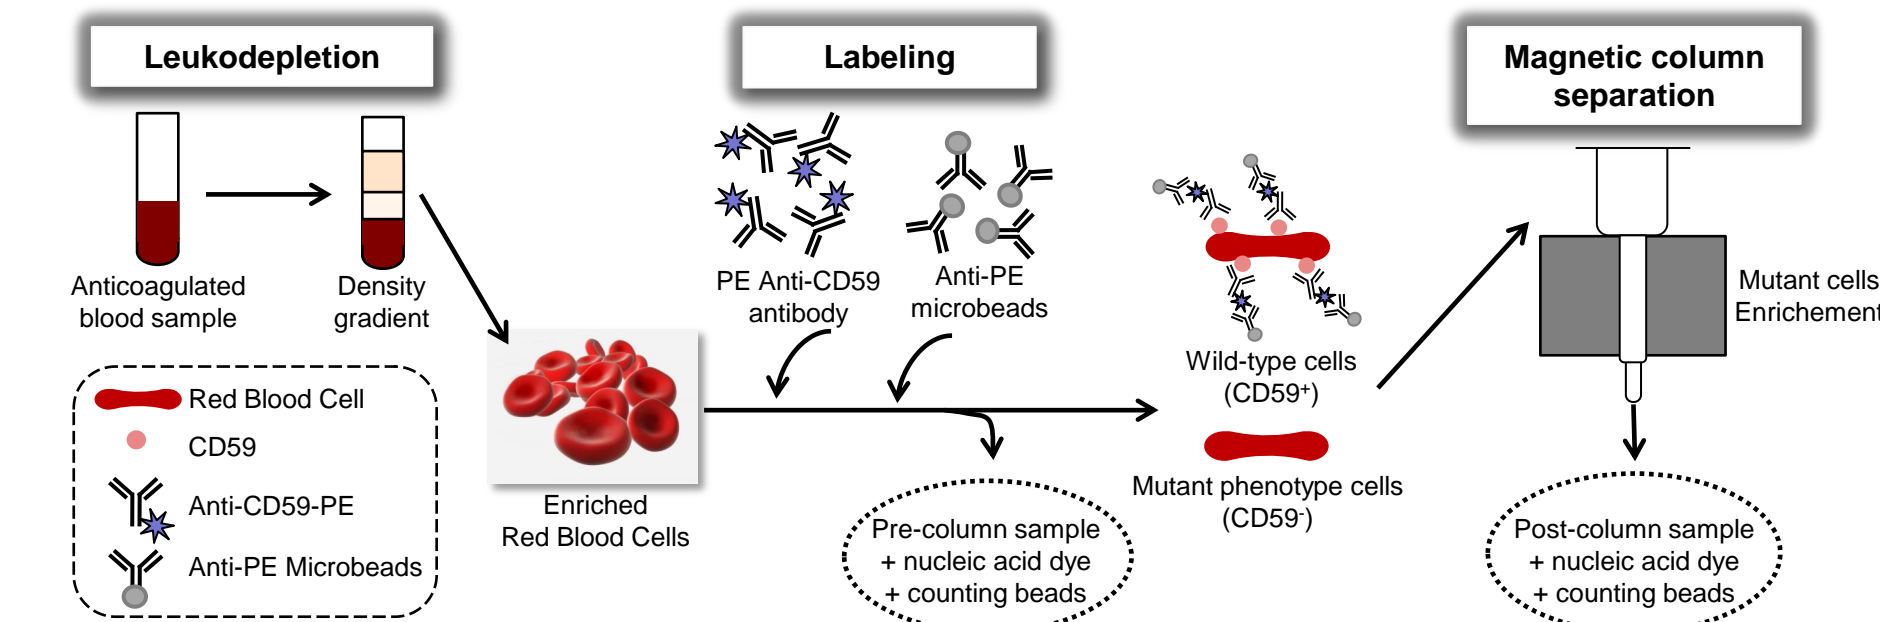 Leukodepletion
Labeling
Magnetic column
separation
Anticoagulated
blood sample
Density
gradient
PE Anti-CD59
antibody
Anti-PE
microbeads
Mutant cells
Enrichement
Red Blood Cell
CD59
Anti-CD59-PE
Anti-PE Microbeads
Enriched
Red Blood Cells
Wild-type cells
(CD59⁺)
Mutant phenotype cells
(CD59⁻)
Pre-column sample
+ nucleic acid dye
+ counting beads
Post-column sample
+ nucleic acid dye
+ counting beads